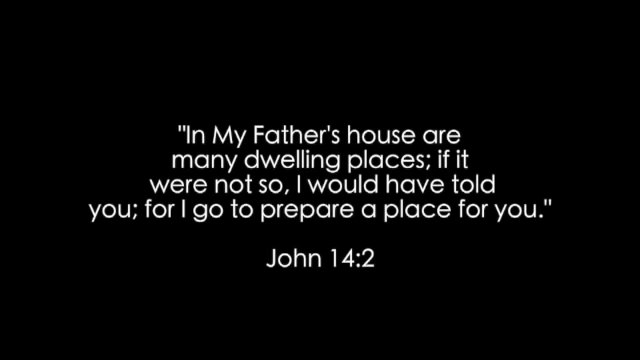 "In My Father's house are
many dwelling places; if it
were not so, I would have told
you; for I go to prepare a place for you."
John 14:2